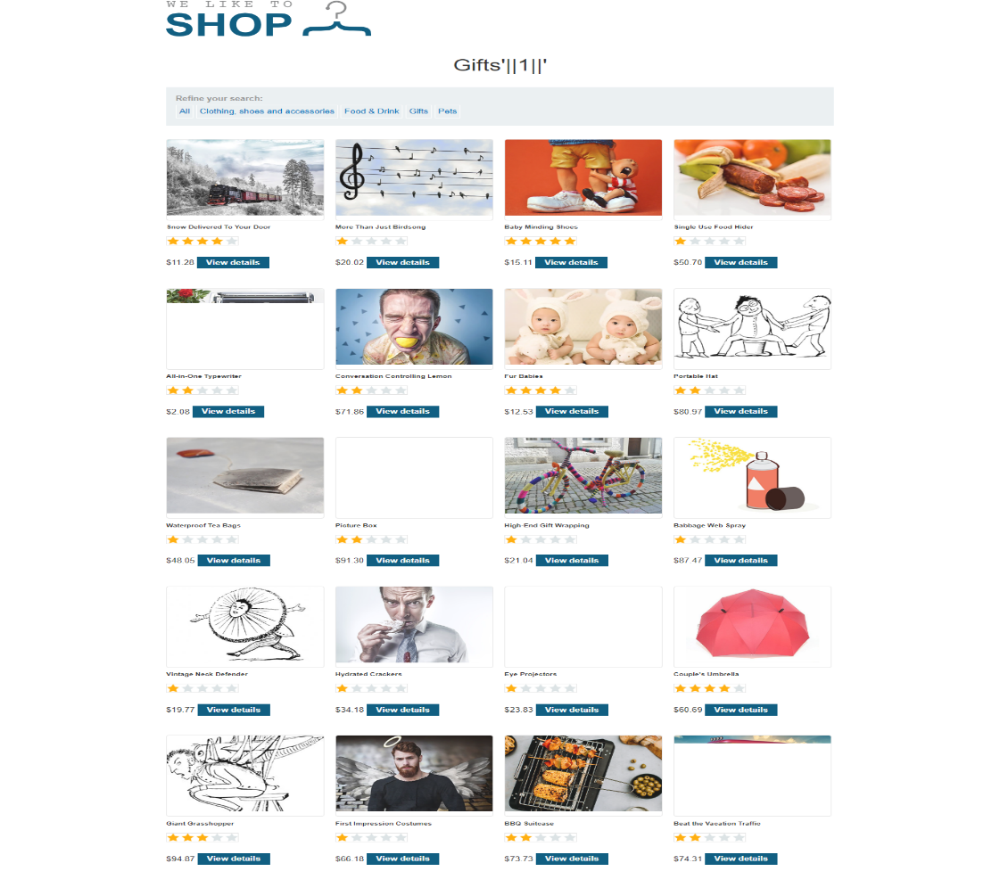 WE LIKE TO
SHOP
Gifts'||1||'
Refine your search:
All Clothing, shoes and accessories Food & Drink Gifts Pets
Snow Delivered To Your Door More Than Just Birdsong Baby Minding Shoes Single Use Food Hider
$11.28 View details $20.02 View details $15.11 View details $50.70 View details
All-in-One Typewriter Conversation Controlling Lemon Fur Babies Portable Hat
$2.08 View details $71.86 View details $12.53 View details $80.97 View details
Waterproof Tea Bags Picture Box High-End Gift Wrapping Babbage Web Spray
$48.05 View details $91.30 View details $21.04 View details $87.47 View details
Vintage Neck Defender Hydrated Crackers Eye Projectors Couple's Umbrella
$19.77 View details $34.18 View details $23.83 View details $60.69 View details
Giant Grasshopper First Impression Costumes BBQ Suitcase Beat the Vacation Traffic
$94.87 View details $66.18 View details $73.73 View details $74.31 View details